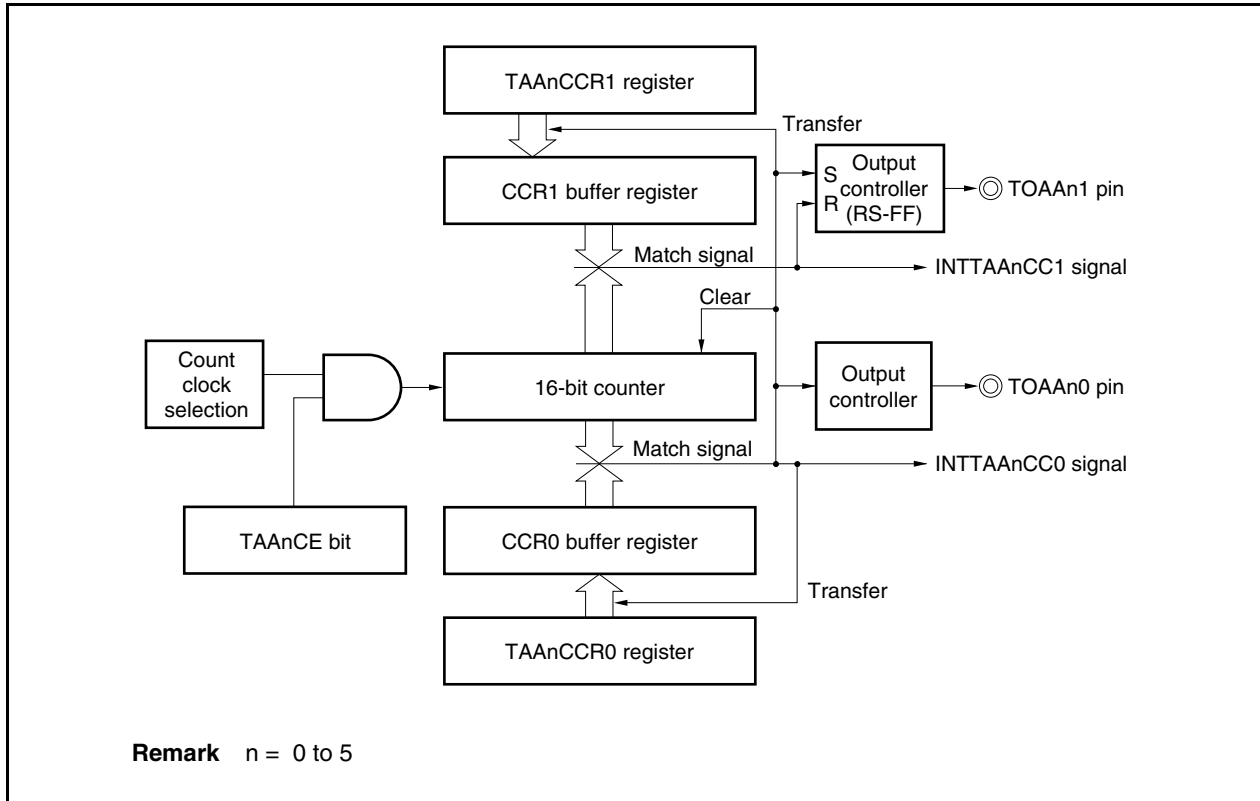 TAAnCCR1 register
Transfer
CCR1 buffer register
S
R
Output
controller
(RS-FF)
TOAAn1 pin
Match signal
INTTAAnCC1 signal
Clear
Count
clock
selection
16-bit counter
Output
controller
TOAAn0 pin
Match signal
INTTAAnCC0 signal
TAAnCE bit
CCR0 buffer register
Transfer
TAAnCCR0 register
Remark n = 0 to 5